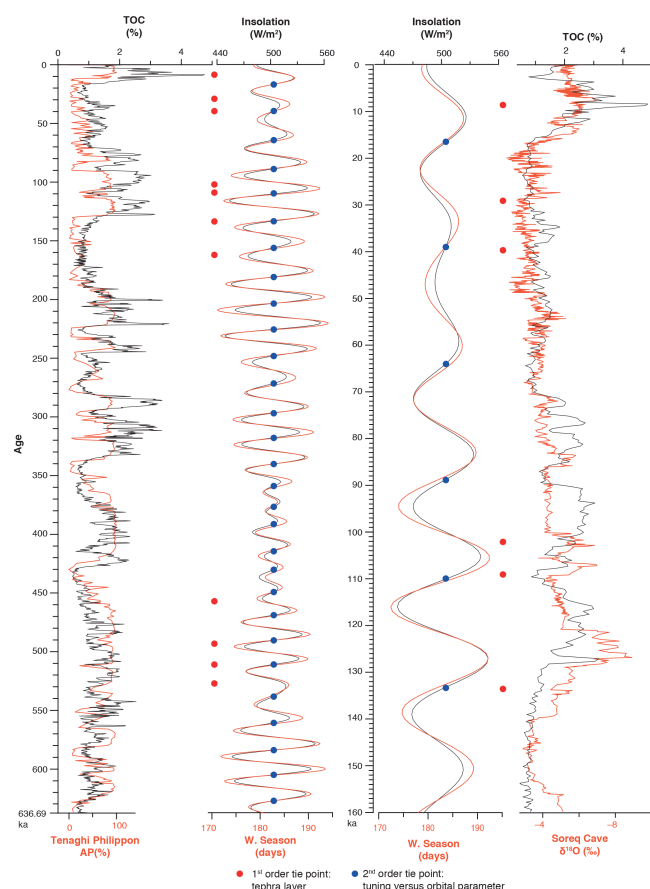 TOC
(%)
Insolation
(W/m²)
Insolation
(W/m²)
TOC (%)
0 2 4
440 500 560
440 500 560
2 4
Age
0
50
100
150
200
250
300
350
400
450
500
550
600
636.69
ka
0
10
20
30
40
50
60
70
80
90
100
110
120
130
140
150
160
ka
0 100
170 180 190
170 180 190
−4 −8
Tenaghi Philippon
AP(%)
W. Season
(days)
W. Season
(days)
Soreq Cave
δ¹⁸O (‰)
1st order tie point:
tephra layer
2nd order tie point:
tuning versus orbital parameter